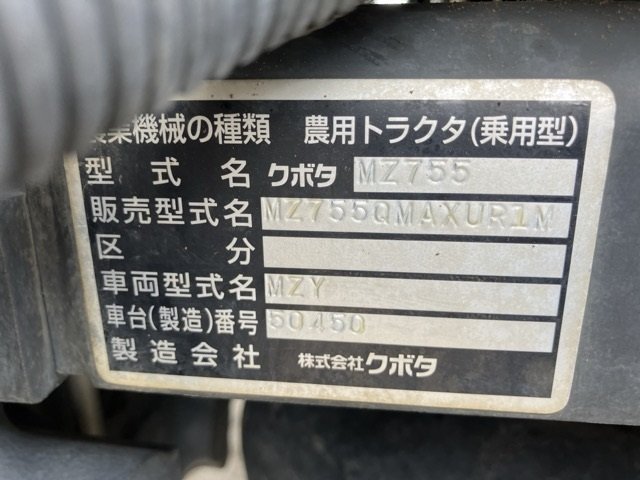 業機械の種類 農用トラクタ(乗用型)
型式名 クボタ MZ755
販売型式名 MZ755QMAXUR1M
区分
車両型式名 MZY
車台(製造)番号 50450
製造会社 株式会社クボタ